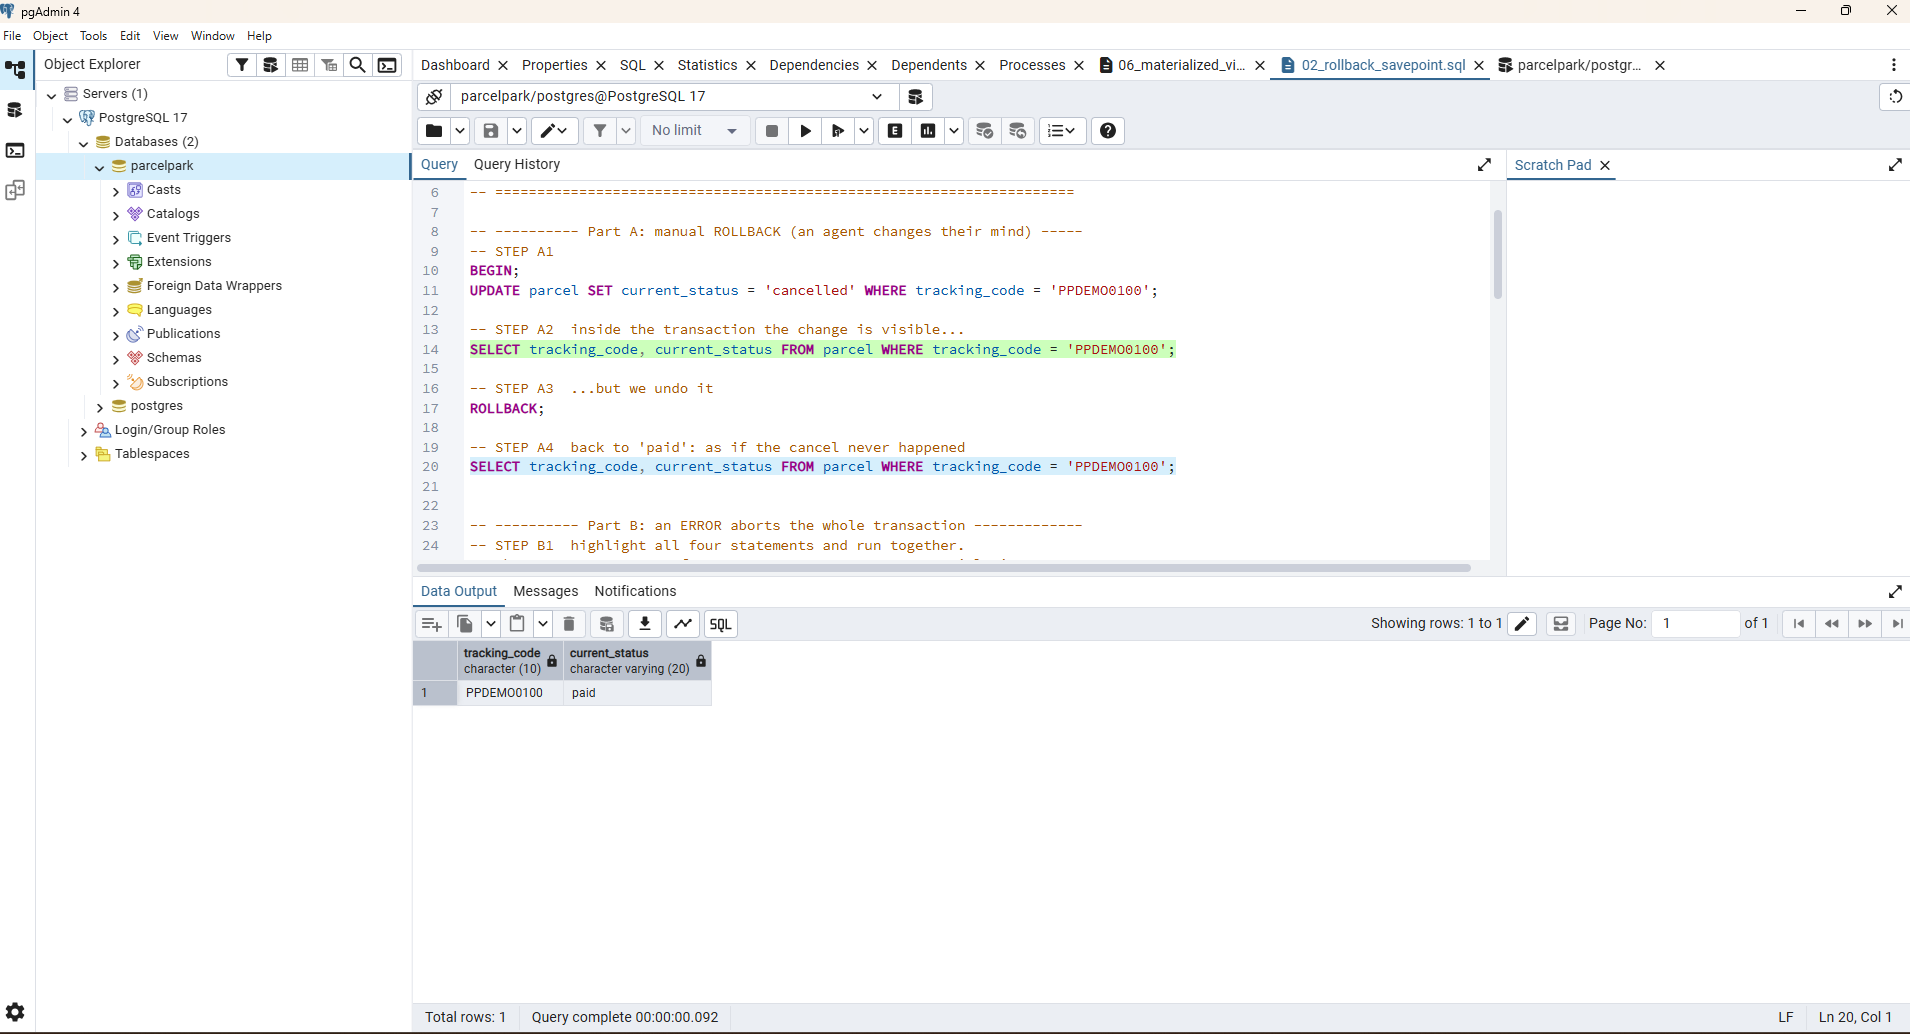 pgAdmin 4
File Object Tools Edit View Window Help
Object Explorer
Servers (1)
PostgreSQL 17
Databases (2)
parcelpark
Casts
Catalogs
Event Triggers
Extensions
Foreign Data Wrappers
Languages
Publications
Schemas
Subscriptions
postgres
Login/Group Roles
Tablespaces
Dashboard Properties SQL Statistics Dependencies Dependents Processes 06_materialized_vi... 02_rollback_savepoint.sql parcelpark/postgr...
parcelpark/postgres@PostgreSQL 17
No limit E
Query Query History
Scratch Pad
6 -- =====================================================================
7
8 -- ---------- Part A: manual ROLLBACK (an agent changes their mind) -----
9 -- STEP A1
10 BEGIN;
11 UPDATE parcel SET current_status = 'cancelled' WHERE tracking_code = 'PPDEMO0100';
12
13 -- STEP A2  inside the transaction the change is visible...
14 SELECT tracking_code, current_status FROM parcel WHERE tracking_code = 'PPDEMO0100';
15
16 -- STEP A3  ...but we undo it
17 ROLLBACK;
18
19 -- STEP A4  back to 'paid': as if the cancel never happened
20 SELECT tracking_code, current_status FROM parcel WHERE tracking_code = 'PPDEMO0100';
21
22
23 -- ---------- Part B: an ERROR aborts the whole transaction -------------
24 -- STEP B1  highlight all four statements and run together.
Data Output Messages Notifications
SQL Showing rows: 1 to 1 Page No: 1 of 1
tracking_code current_status
character (10) character varying (20)
1 PPDEMO0100 paid
Total rows: 1 Query complete 00:00:00.092 LF Ln 20, Col 1